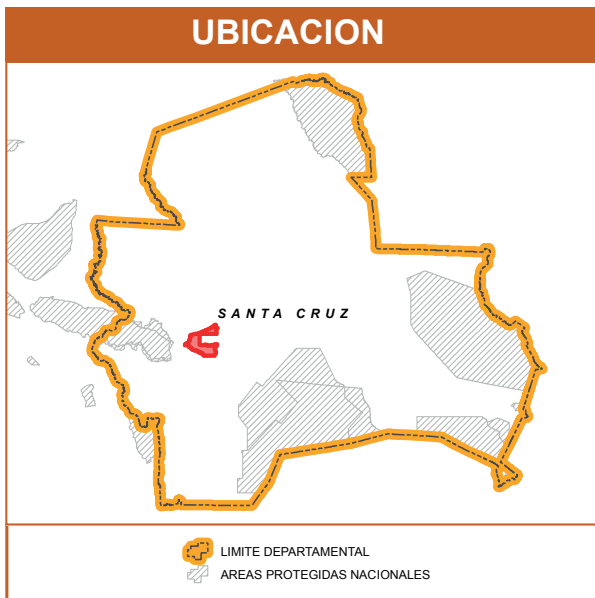 UBICACION
SANTA CRUZ
LIMITE DEPARTAMENTAL
AREAS PROTEGIDAS NACIONALES